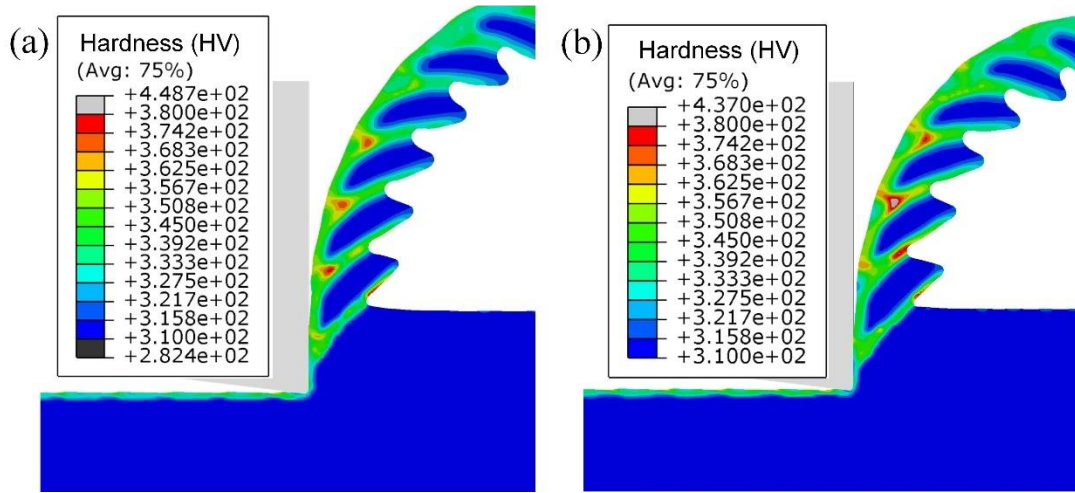 (a)
Hardness (HV)
(Avg: 75%)
+4.487e+02
+3.800e+02
+3.742e+02
+3.683e+02
+3.625e+02
+3.567e+02
+3.508e+02
+3.450e+02
+3.392e+02
+3.333e+02
+3.275e+02
+3.217e+02
+3.158e+02
+3.100e+02
+2.824e+02
(b)
Hardness (HV)
(Avg: 75%)
+4.370e+02
+3.800e+02
+3.742e+02
+3.683e+02
+3.625e+02
+3.567e+02
+3.508e+02
+3.450e+02
+3.392e+02
+3.333e+02
+3.275e+02
+3.217e+02
+3.158e+02
+3.100e+02